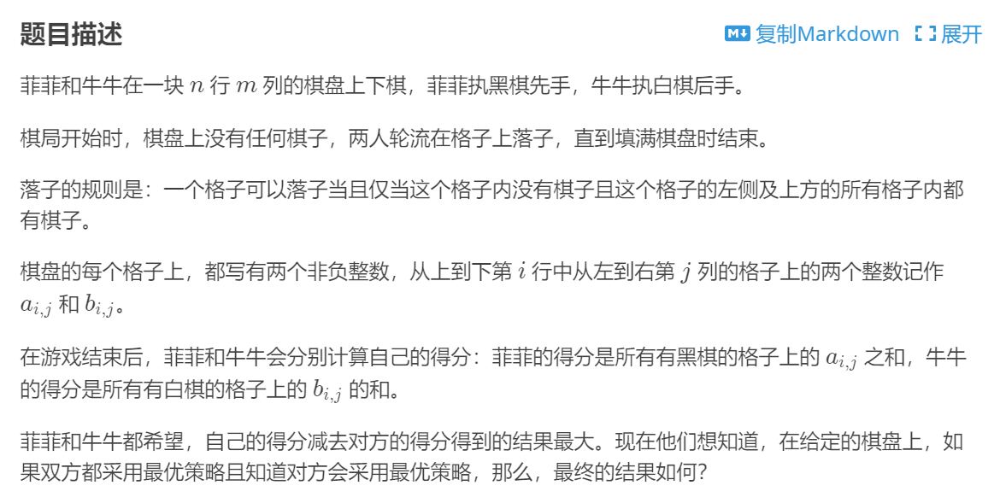 题目描述
复制Markdown 展开
菲菲和牛牛在一块 n 行 m 列的棋盘上下棋，菲菲执黑棋先手，牛牛执白棋后手。
棋局开始时，棋盘上没有任何棋子，两人轮流在格子上落子，直到填满棋盘时结束。
落子的规则是：一个格子可以落子当且仅当这个格子内没有棋子且这个格子的左侧及上方的所有格子内都
有棋子。
棋盘的每个格子上，都写有两个非负整数，从上到下第 i 行中从左到右第 j 列的格子上的两个整数记作
a_{i,j} 和 b_{i,j}。
在游戏结束后，菲菲和牛牛会分别计算自己的得分：菲菲的得分是所有有黑棋的格子上的 a_{i,j} 之和，牛牛
的得分是所有有白棋的格子上的 b_{i,j} 的和。
菲菲和牛牛都希望，自己的得分减去对方的得分得到的结果最大。现在他们想知道，在给定的棋盘上，如
果双方都采用最优策略且知道对方会采用最优策略，那么，最终的结果如何？